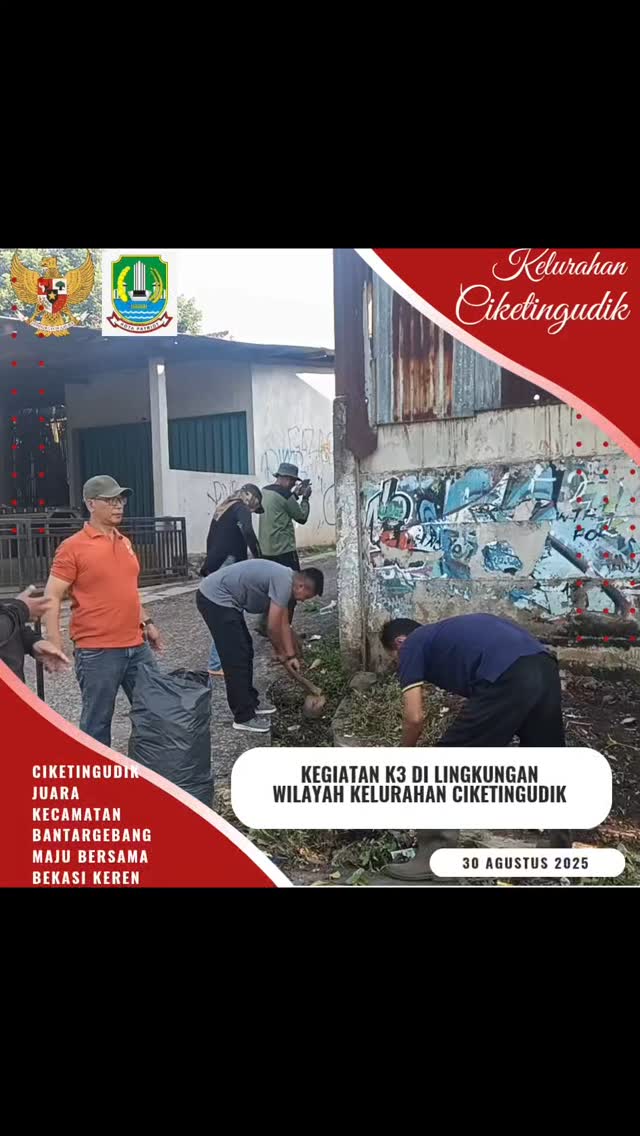 Kelurahan
Ciketingudik
KEGIATAN K3 DI LINGKUNGAN
WILAYAH KELURAHAN CIKETINGUDIK
30 AGUSTUS 2025
CIKETINGUDIK
JUARA
KECAMATAN
BANTARGEBANG
MAJU BERSAMA
BEKASI KEREN